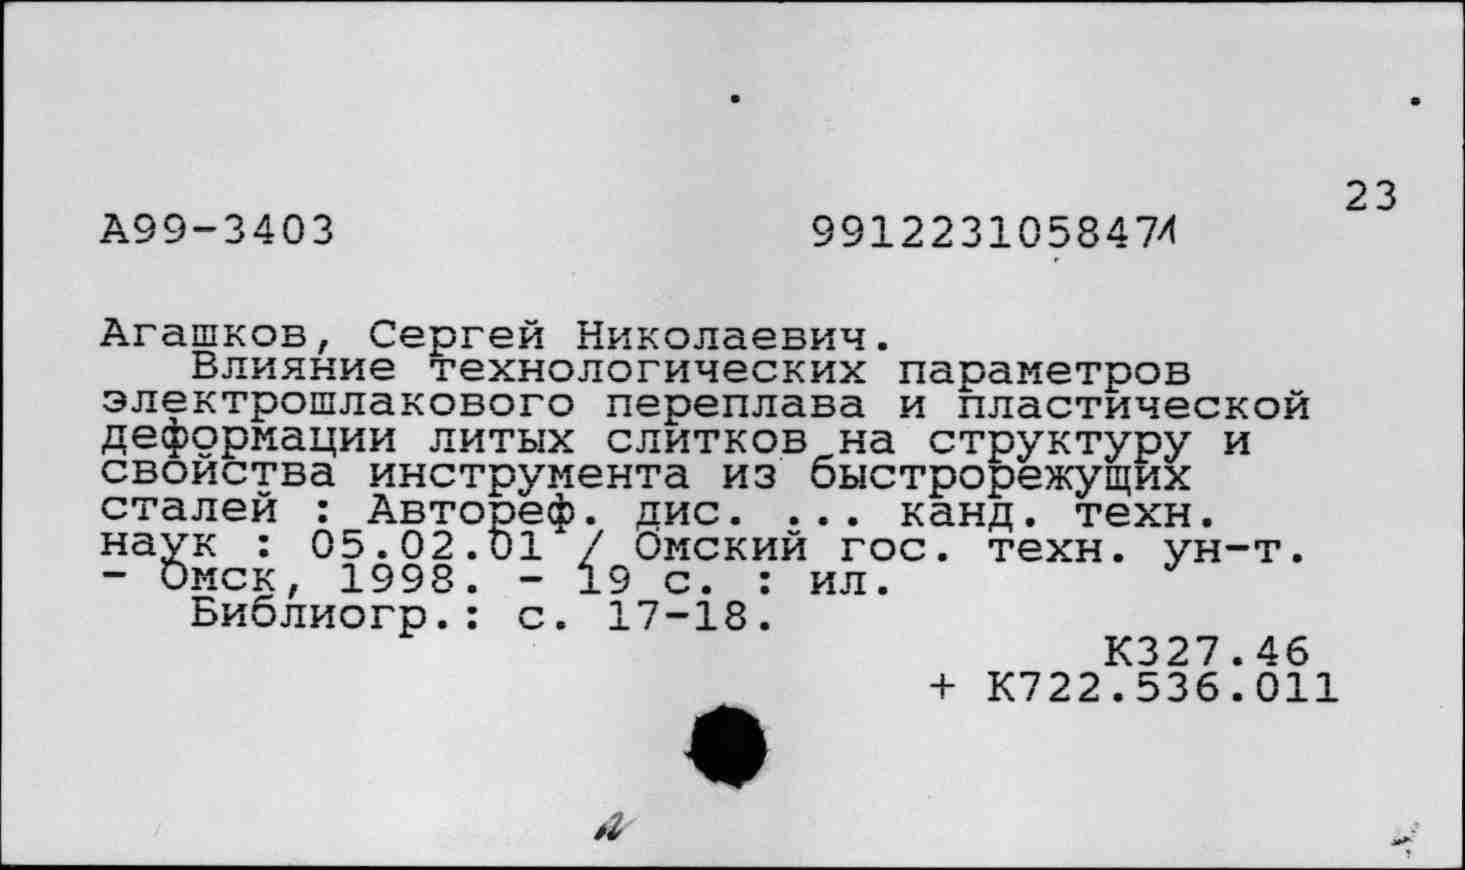 23
А99-3403 991223105847
Агашков, Сергей Николаевич.
Влияние технологических параметров
электрошлакового переплава и пластической
деформации литых слитков на структуру и
свойства инструмента из быстрорежущих
сталей : Автореф. дис. ... канд. техн.
наук : 05.02.01 / Омский гос. техн. ун-т.
- Омск, 1998. - 19 с. : ил.
Библиогр.: с. 17-18.
К327.46
+ К722.536.011